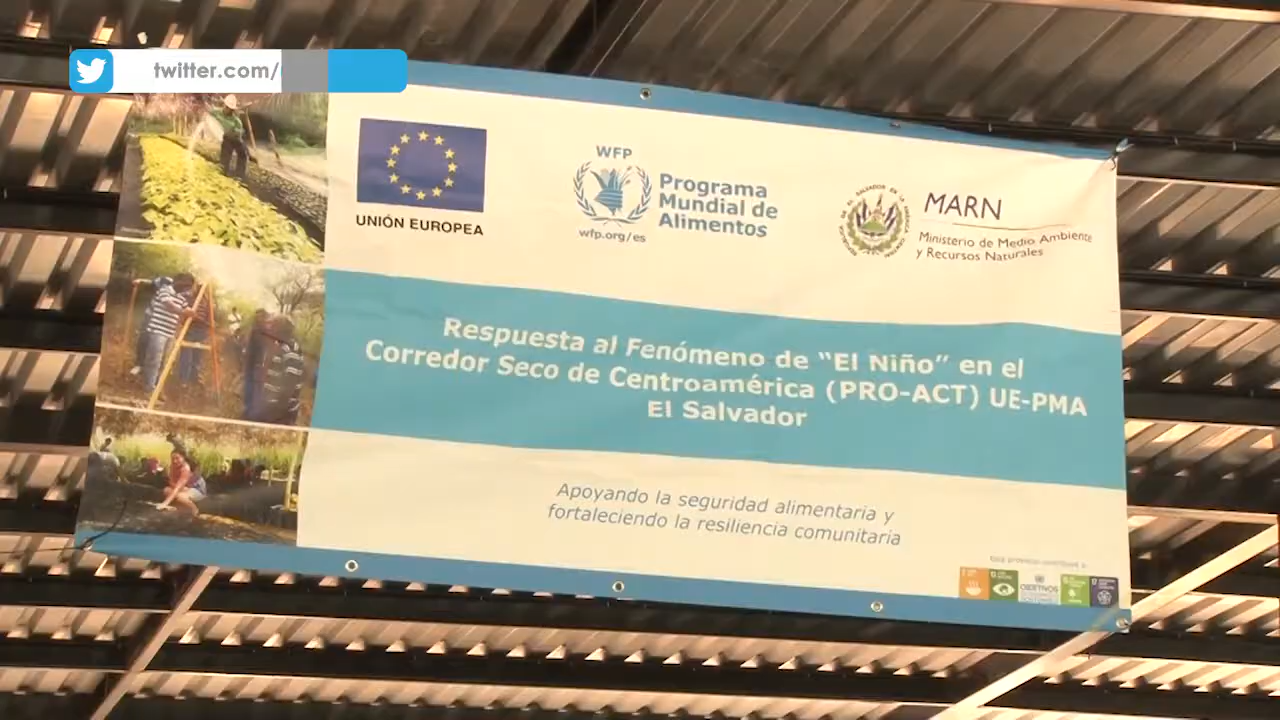 twitter.com/
UNIÓN EUROPEA
WFP
wfp.org/es
Programa
Mundial de
Alimentos
MARN
Ministerio de Medio Ambiente
y Recursos Naturales
Respuesta al Fenómeno de “El Niño” en el
Corredor Seco de Centroamérica (PRO-ACT) UE-PMA
El Salvador
Apoyando la seguridad alimentaria y
fortaleciendo la resiliencia comunitaria